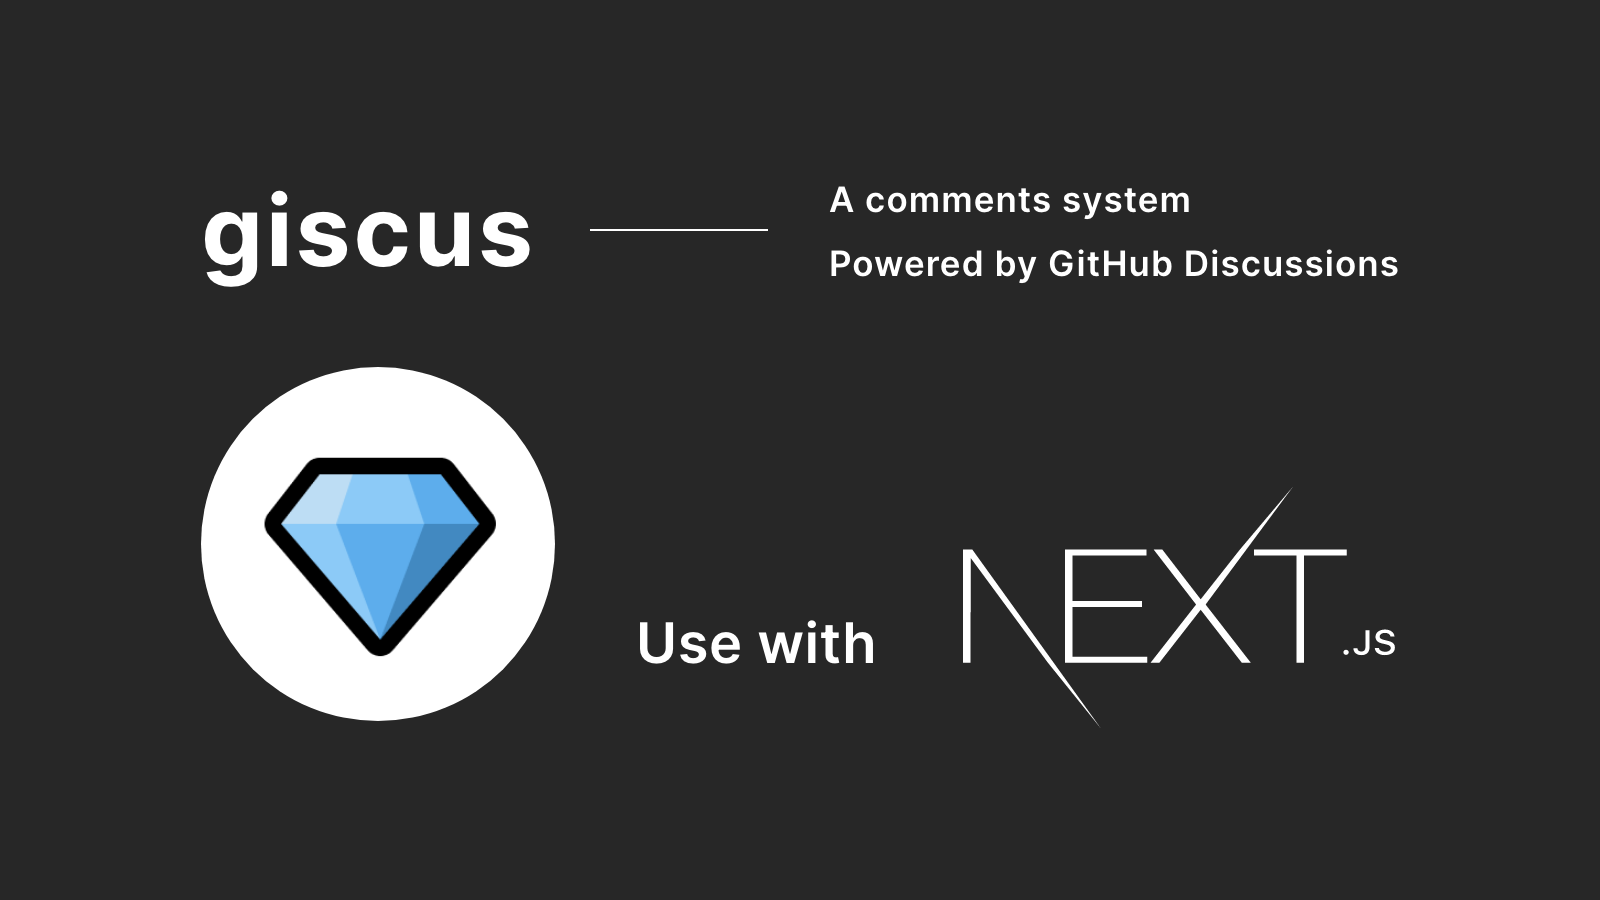 giscus
A comments system
Powered by GitHub Discussions
Use with
NEXT.JS